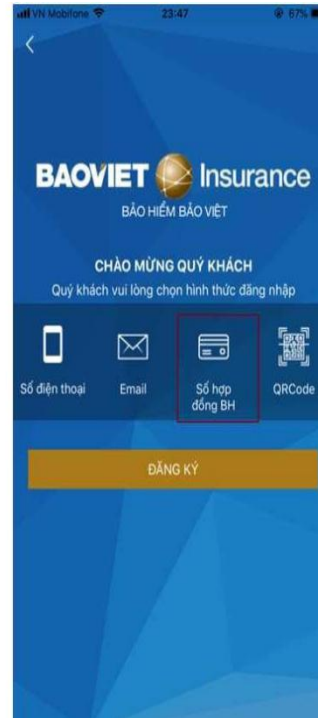 VN Mobifone 23:47 67%
BAOVIET Insurance
BẢO HIỂM BẢO VIỆT
CHÀO MỪNG QUÝ KHÁCH
Quý khách vui lòng chọn hình thức đăng nhập
Số điện thoại Email Số hợp QRCode
đồng BH
ĐĂNG KÝ